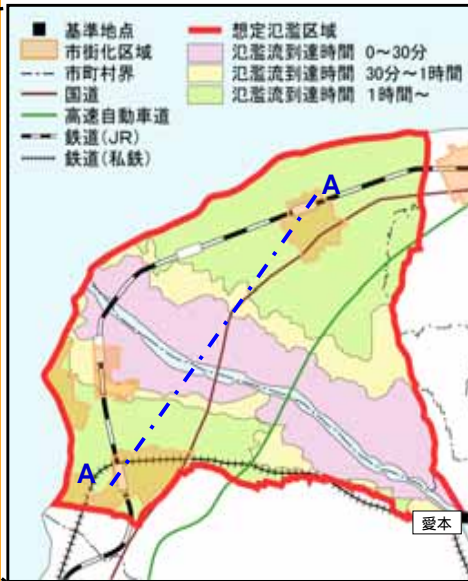 基準地点
市街化区域
市町村界
国道
高速自動車道
鉄道(JR)
鉄道(私鉄)
想定氾濫区域
氾濫流到達時間 0～30分
氾濫流到達時間 30分～1時間
氾濫流到達時間 1時間～
A
A
愛本